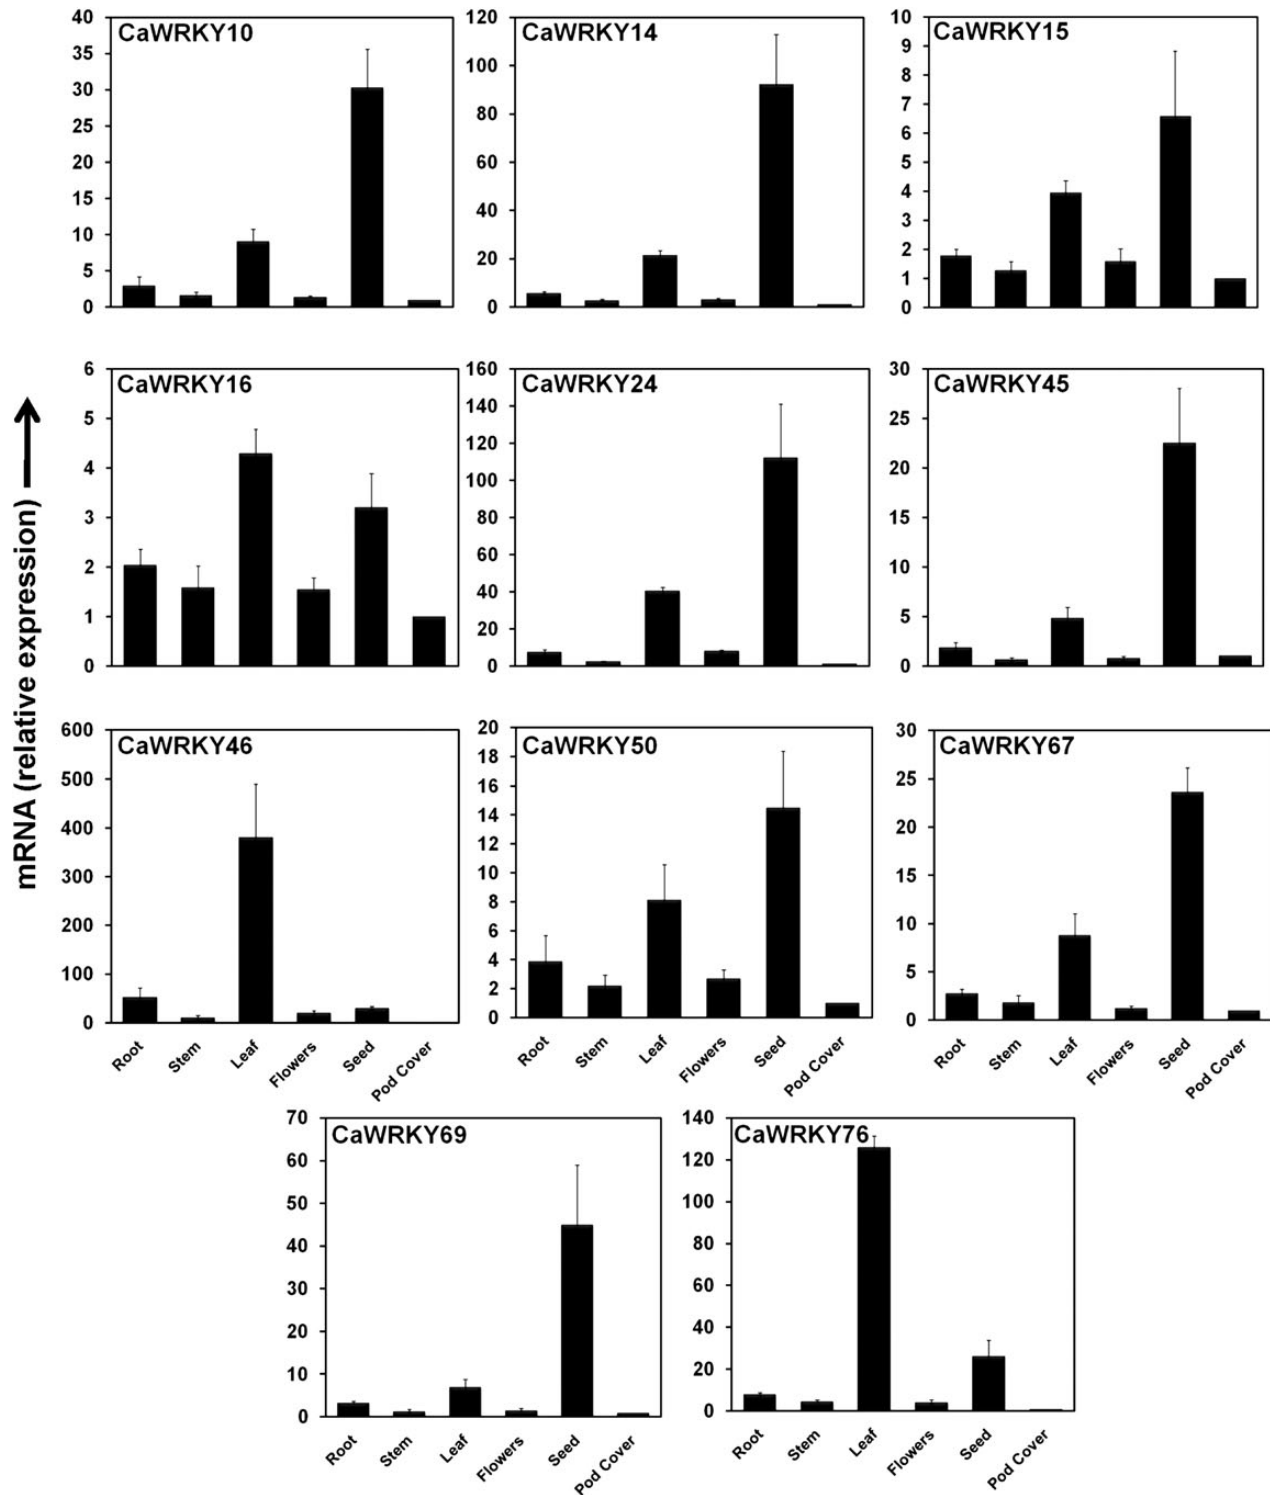 mRNA (relative expression)
CaWRKY10
40
35
30
25
20
15
10
5
0
CaWRKY14
120
100
80
60
40
20
0
CaWRKY15
10
9
8
7
6
5
4
3
2
1
0
CaWRKY16
6
5
4
3
2
1
0
CaWRKY24
160
140
120
100
80
60
40
20
0
CaWRKY45
30
25
20
15
10
5
0
CaWRKY46
600
500
400
300
200
100
0
Root
Stem
Leaf
Flowers
Seed
Pod Cover
CaWRKY50
20
18
16
14
12
10
8
6
4
2
0
Root
Stem
Leaf
Flowers
Seed
Pod Cover
CaWRKY67
30
25
20
15
10
5
0
Root
Stem
Leaf
Flowers
Seed
Pod Cover
CaWRKY69
70
60
50
40
30
20
10
0
Root
Stem
Leaf
Flowers
Seed
Pod Cover
CaWRKY76
140
120
100
80
60
40
20
0
Root
Stem
Leaf
Flowers
Seed
Pod Cover